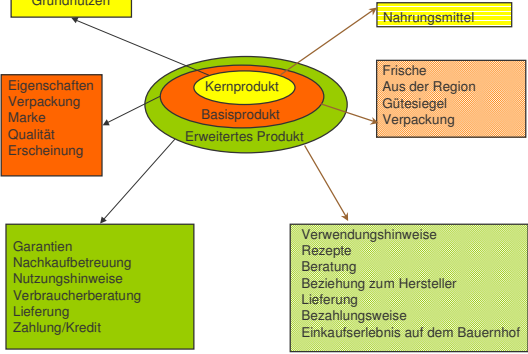 Grundnutzen
Nahrungsmittel
Eigenschaften
Verpackung
Marke
Qualität
Erscheinung
Kernprodukt
Basisprodukt
Erweitertes Produkt
Frische
Aus der Region
Gütesiegel
Verpackung
Garantien
Nachkaufbetreuung
Nutzungshinweise
Verbraucherberatung
Lieferung
Zahlung/Kredit
Verwendungshinweise
Rezepte
Beratung
Beziehung zum Hersteller
Lieferung
Bezahlungsweise
Einkaufserlebnis auf dem Bauernhof